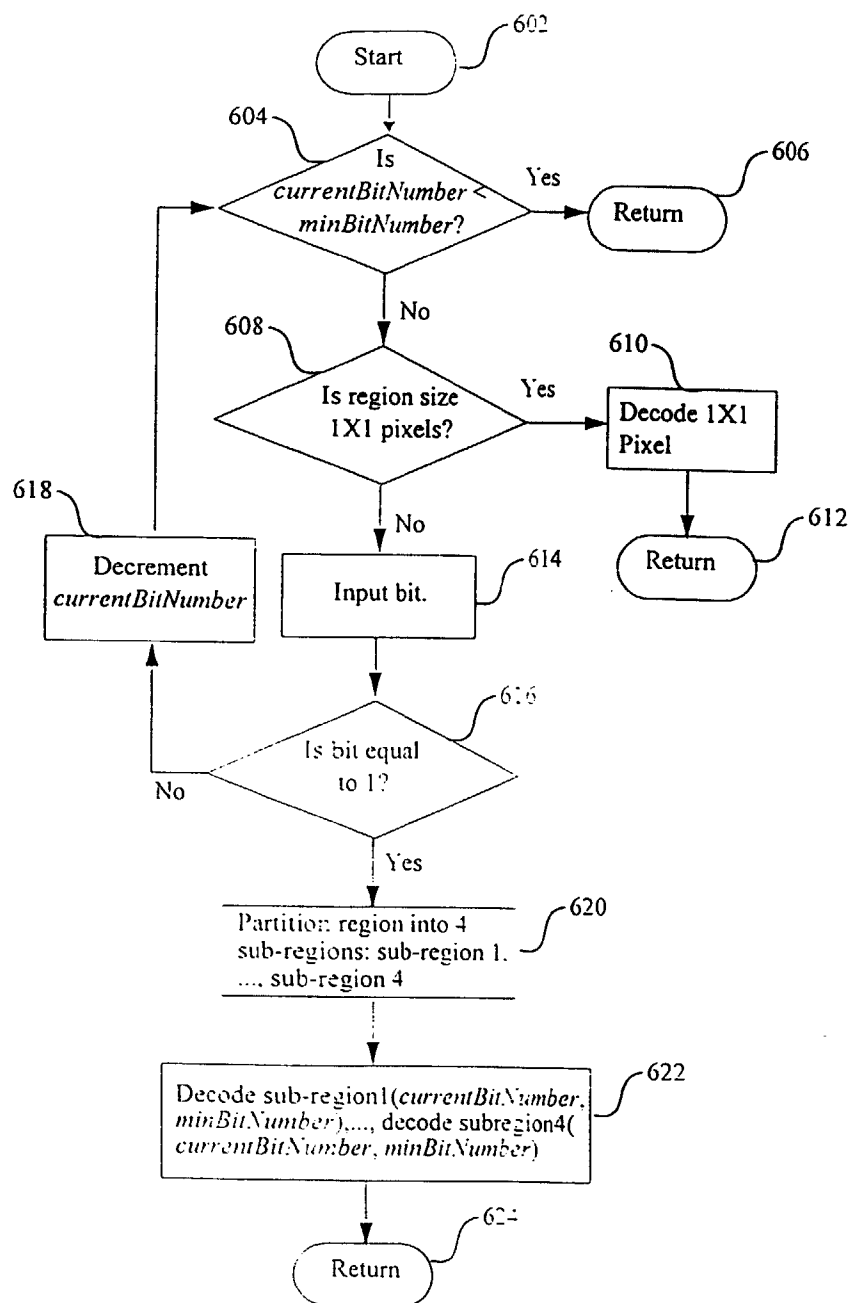 Start
602
604
Is
currentBitNumber <
minBitNumber?
Yes
606
Return
No
608
Is region size
1X1 pixels?
Yes
610
Decode 1X1
Pixel
618
No
612
Return
Decrement
currentBitNumber
614
Input bit.
616
Is bit equal
to 1?
No
Yes
Partition region into 4
sub-regions: sub-region 1,
..., sub-region 4
620
Decode sub-region1(currentBitNumber,
minBitNumber),..., decode subregion4(
currentBitNumber, minBitNumber)
622
624
Return